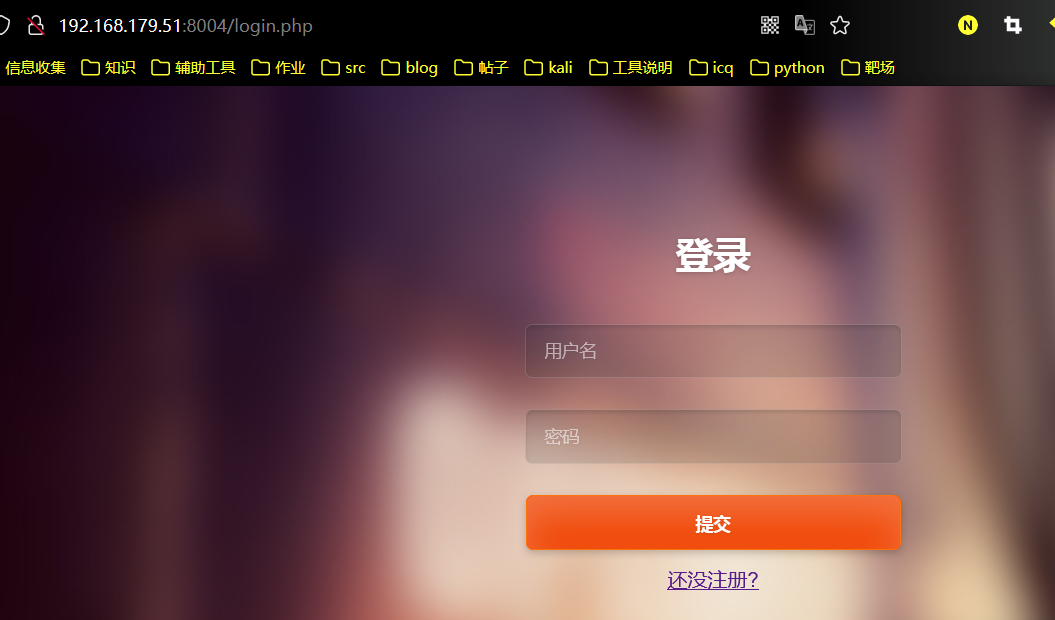 192.168.179.51:8004/login.php N
信息收集 知识 辅助工具 作业 src blog 帖子 kali 工具说明 icq python 靶场
登录
用户名
密码
提交
还没注册?